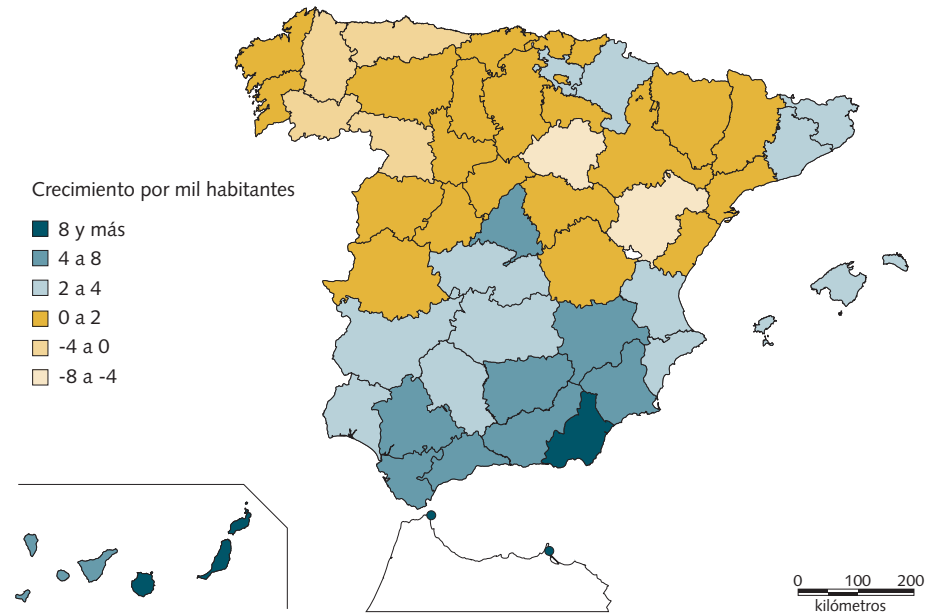 Crecimiento por mil habitantes
8 y más
4 a 8
2 a 4
0 a 2
-4 a 0
-8 a -4
0 100 200
kilómetros